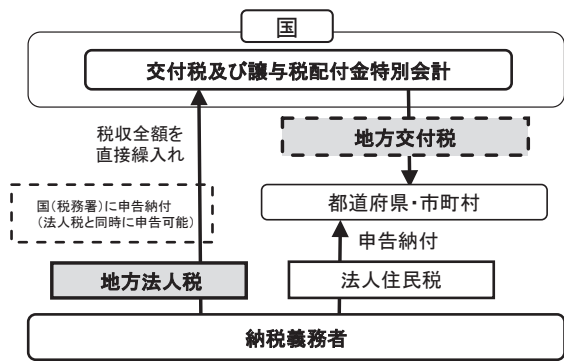 国
交付税及び譲与税配付金特別会計
税収全額を
直接繰入れ
地方交付税
国(税務署)に申告納付
(法人税と同時に申告可能)
都道府県・市町村
申告納付
地方法人税
法人住民税
納税義務者